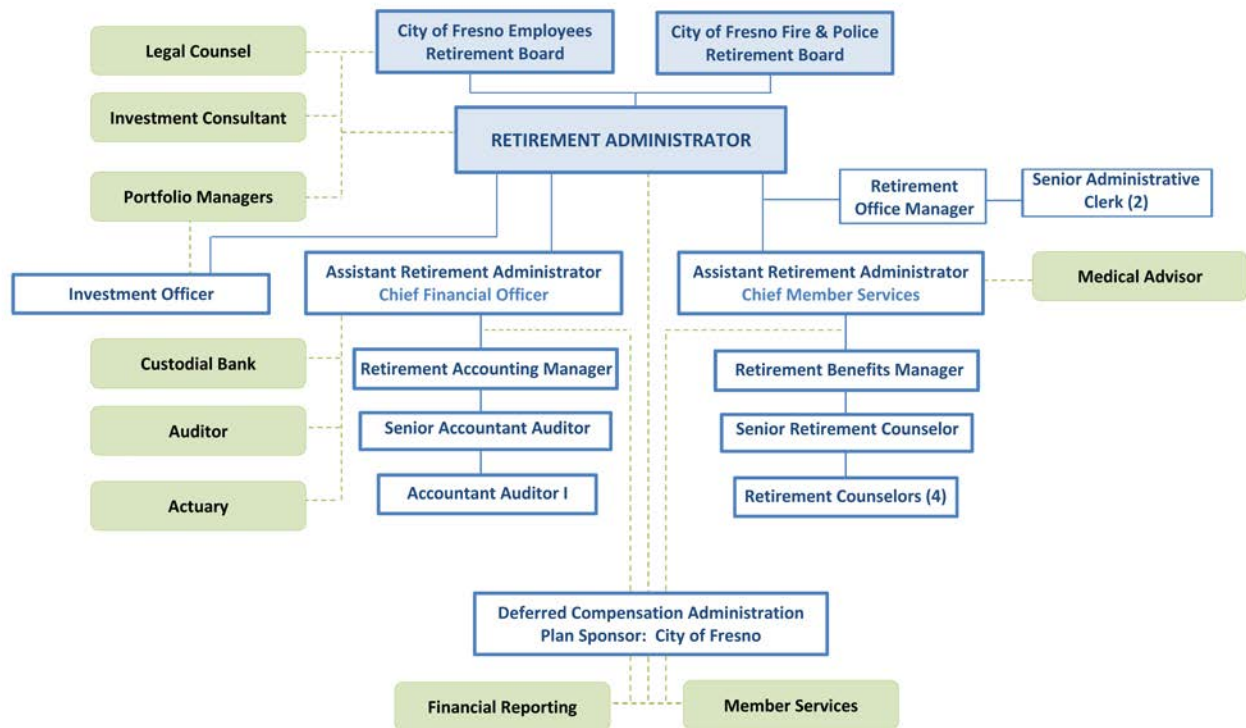 City of Fresno Employees
Retirement Board
City of Fresno Fire & Police
Retirement Board
Legal Counsel
Investment Consultant
Portfolio Managers
RETIREMENT ADMINISTRATOR
Retirement
Office Manager
Senior Administrative
Clerk (2)
Investment Officer
Assistant Retirement Administrator
Chief Financial Officer
Assistant Retirement Administrator
Chief Member Services
Medical Advisor
Custodial Bank
Auditor
Actuary
Retirement Accounting Manager
Senior Accountant Auditor
Accountant Auditor I
Retirement Benefits Manager
Senior Retirement Counselor
Retirement Counselors (4)
Deferred Compensation Administration
Plan Sponsor: City of Fresno
Financial Reporting
Member Services